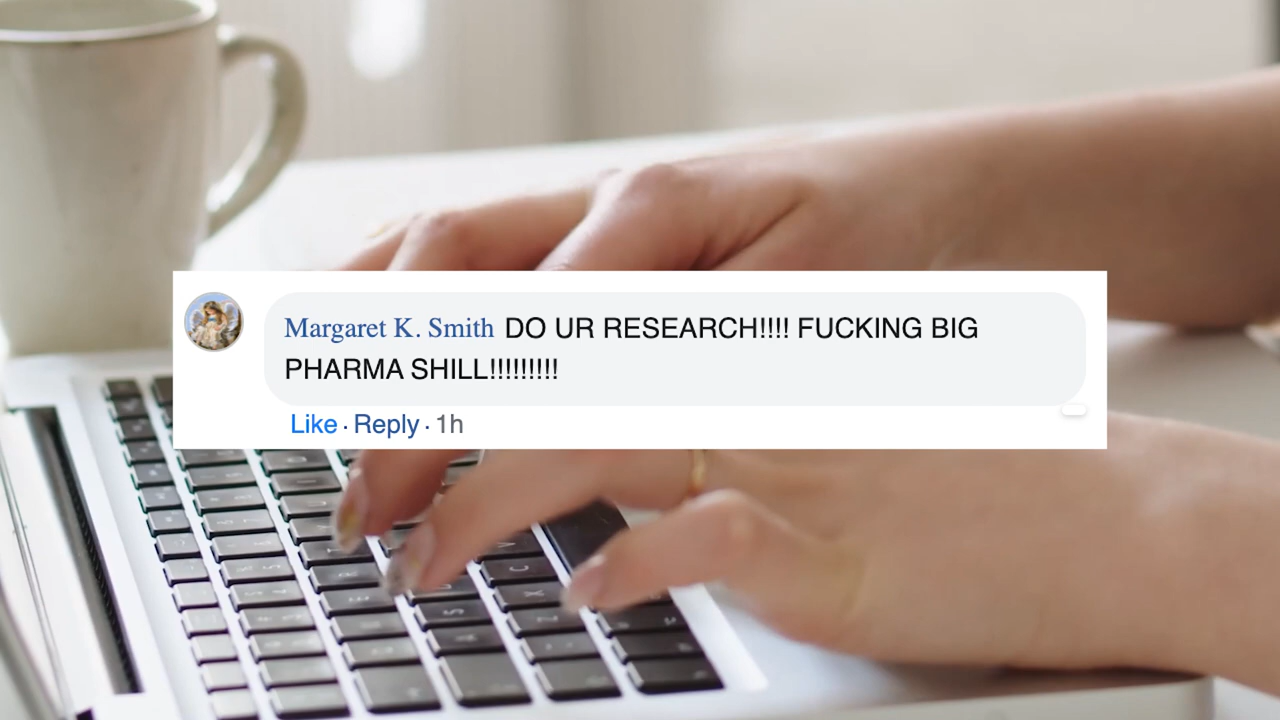 Margaret K. Smith DO UR RESEARCH!!!! FUCKING BIG
PHARMA SHILL!!!!!!!!!
Like · Reply · 1h